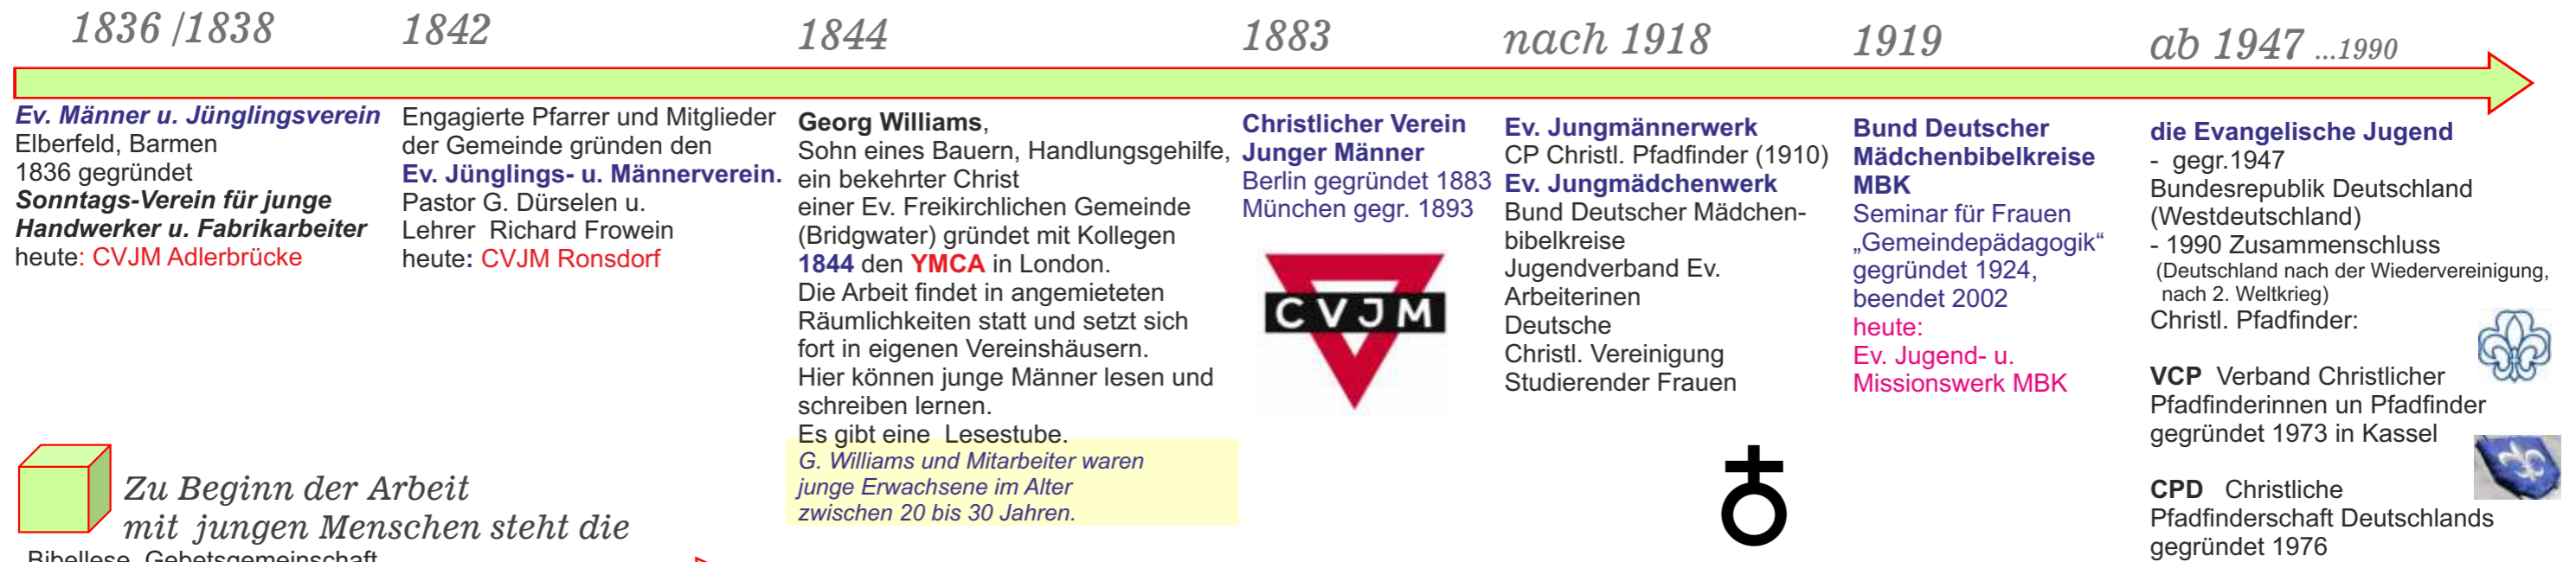 1836 /1838
Ev. Männer u. Jünglingsverein
Elberfeld, Barmen
1836 gegründet
Sonntags-Verein für junge
Handwerker u. Fabrikarbeiter
heute: CVJM Adlerbrücke
1842
Engagierte Pfarrer und Mitglieder
der Gemeinde gründen den
Ev. Jünglings- u. Männerverein.
Pastor G. Dürselen u.
Lehrer Richard Frowein
heute: CVJM Ronsdorf
1844
Georg Williams,
Sohn eines Bauern, Handlungsgehilfe,
ein bekehrter Christ
einer Ev. Freikirchlichen Gemeinde
(Bridgwater) gründet mit Kollegen
1844 den YMCA in London.
Die Arbeit findet in angemieteten
Räumlichkeiten statt und setzt sich
fort in eigenen Vereinshäusern.
Hier können junge Männer lesen und
schreiben lernen.
Es gibt eine Lesestube.
G. Williams und Mitarbeiter waren
junge Erwachsene im Alter
zwischen 20 bis 30 Jahren.
1883
Christlicher Verein
Junger Männer
Berlin gegründet 1883
München gegr. 1893
CVJM
nach 1918
Ev. Jungmännerwerk
CP Christl. Pfadfinder (1910)
Ev. Jungmädchenwerk
Bund Deutscher Mädchen-
bibelkreise
Jugendverband Ev.
Arbeiterinen
Deutsche
Christl. Vereinigung
Studierender Frauen
1919
Bund Deutscher
Mädchenbibelkreise
MBK
Seminar für Frauen
„Gemeindepädagogik“
gegründet 1924,
beendet 2002
heute:
Ev. Jugend- u.
Missionswerk MBK
ab 1947 ...1990
die Evangelische Jugend
- gegr.1947
Bundesrepublik Deutschland
(Westdeutschland)
- 1990 Zusammenschluss
(Deutschland nach der Wiedervereinigung,
nach 2. Weltkrieg)
Christl. Pfadfinder:
VCP Verband Christlicher
Pfadfinderinnen un Pfadfinder
gegründet 1973 in Kassel
CPD Christliche
Pfadfinderschaft Deutschlands
gegründet 1976
Zu Beginn der Arbeit
mit jungen Menschen steht die
Bibellese, Gebetsgemeinschaft